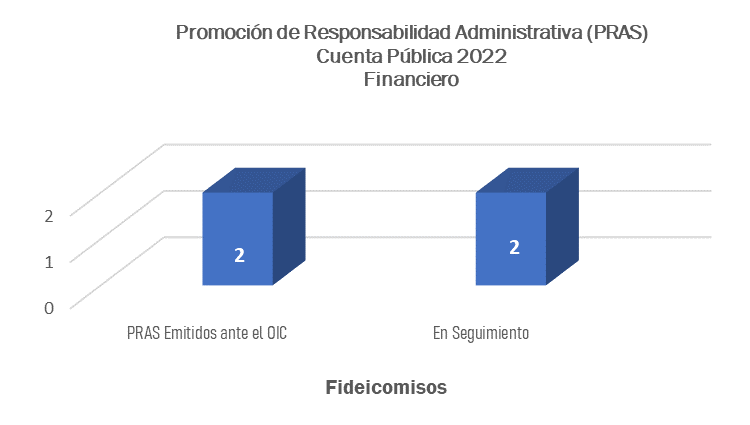 Promoción de Responsabilidad Administrativa (PRAS)
Cuenta Pública 2022
Financiero
2
1
0
2
2
PRAS Emitidos ante el OIC
En Seguimiento
Fideicomisos